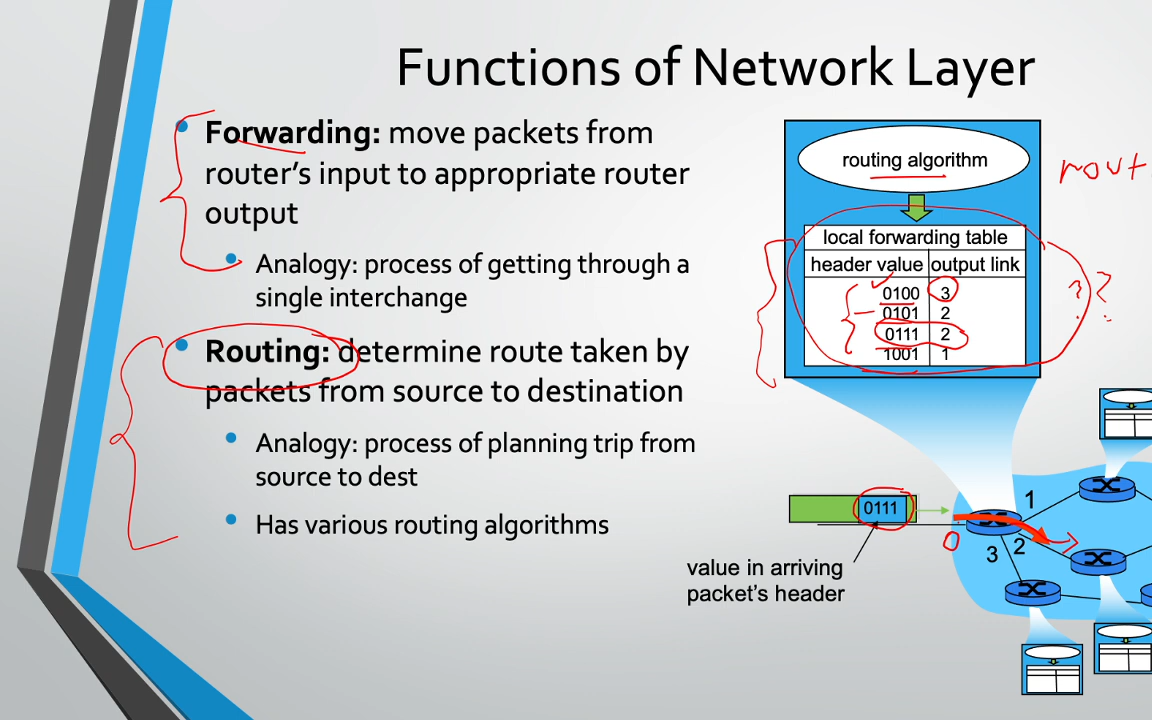 Functions of Network Layer
Forwarding: move packets from
router's input to appropriate router
output
Analogy: process of getting through a
single interchange
Routing: determine route taken by
packets from source to destination
Analogy: process of planning trip from
source to dest
Has various routing algorithms
routing algorithm
rout
local forwarding table
header value output link
0100 3
0101 2
0111 2
1001 1
? ?
0111
value in arriving
packet's header
0
1
2
3